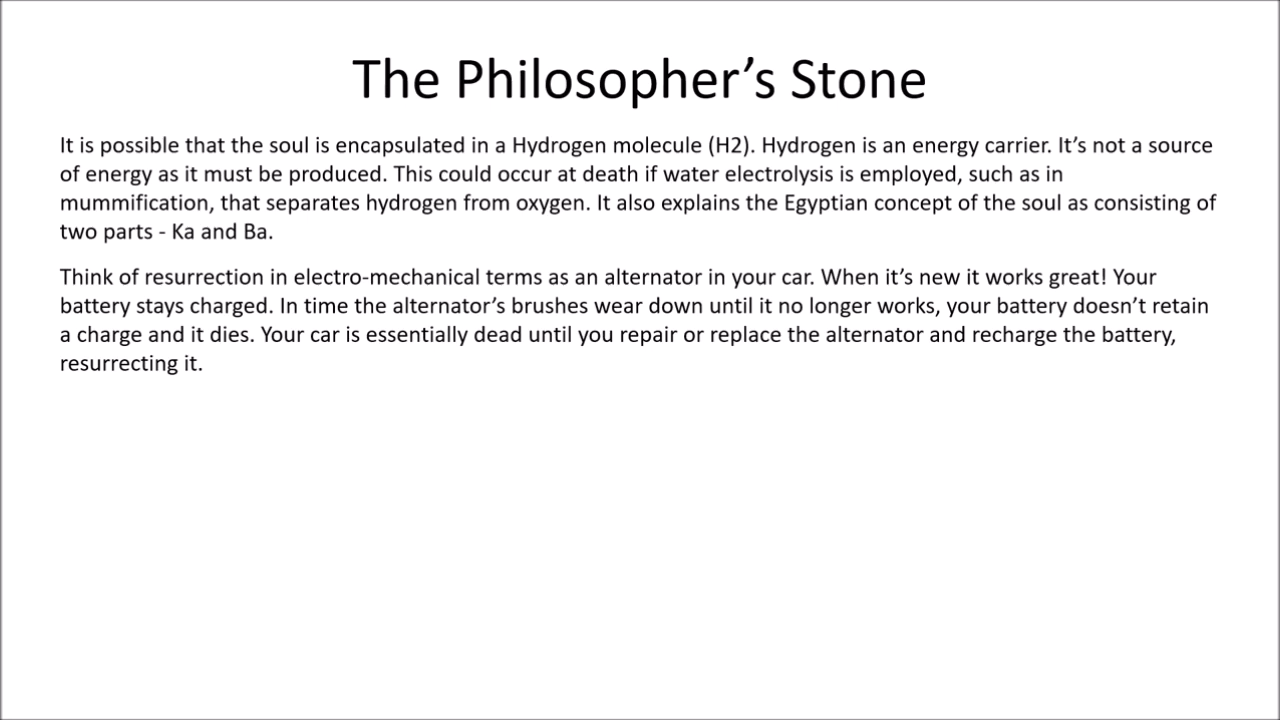 The Philosopher’s Stone
It is possible that the soul is encapsulated in a Hydrogen molecule (H2). Hydrogen is an energy carrier. It’s not a source
of energy as it must be produced. This could occur at death if water electrolysis is employed, such as in
mummification, that separates hydrogen from oxygen. It also explains the Egyptian concept of the soul as consisting of
two parts - Ka and Ba.
Think of resurrection in electro-mechanical terms as an alternator in your car. When it’s new it works great! Your
battery stays charged. In time the alternator’s brushes wear down until it no longer works, your battery doesn’t retain
a charge and it dies. Your car is essentially dead until you repair or replace the alternator and recharge the battery,
resurrecting it.